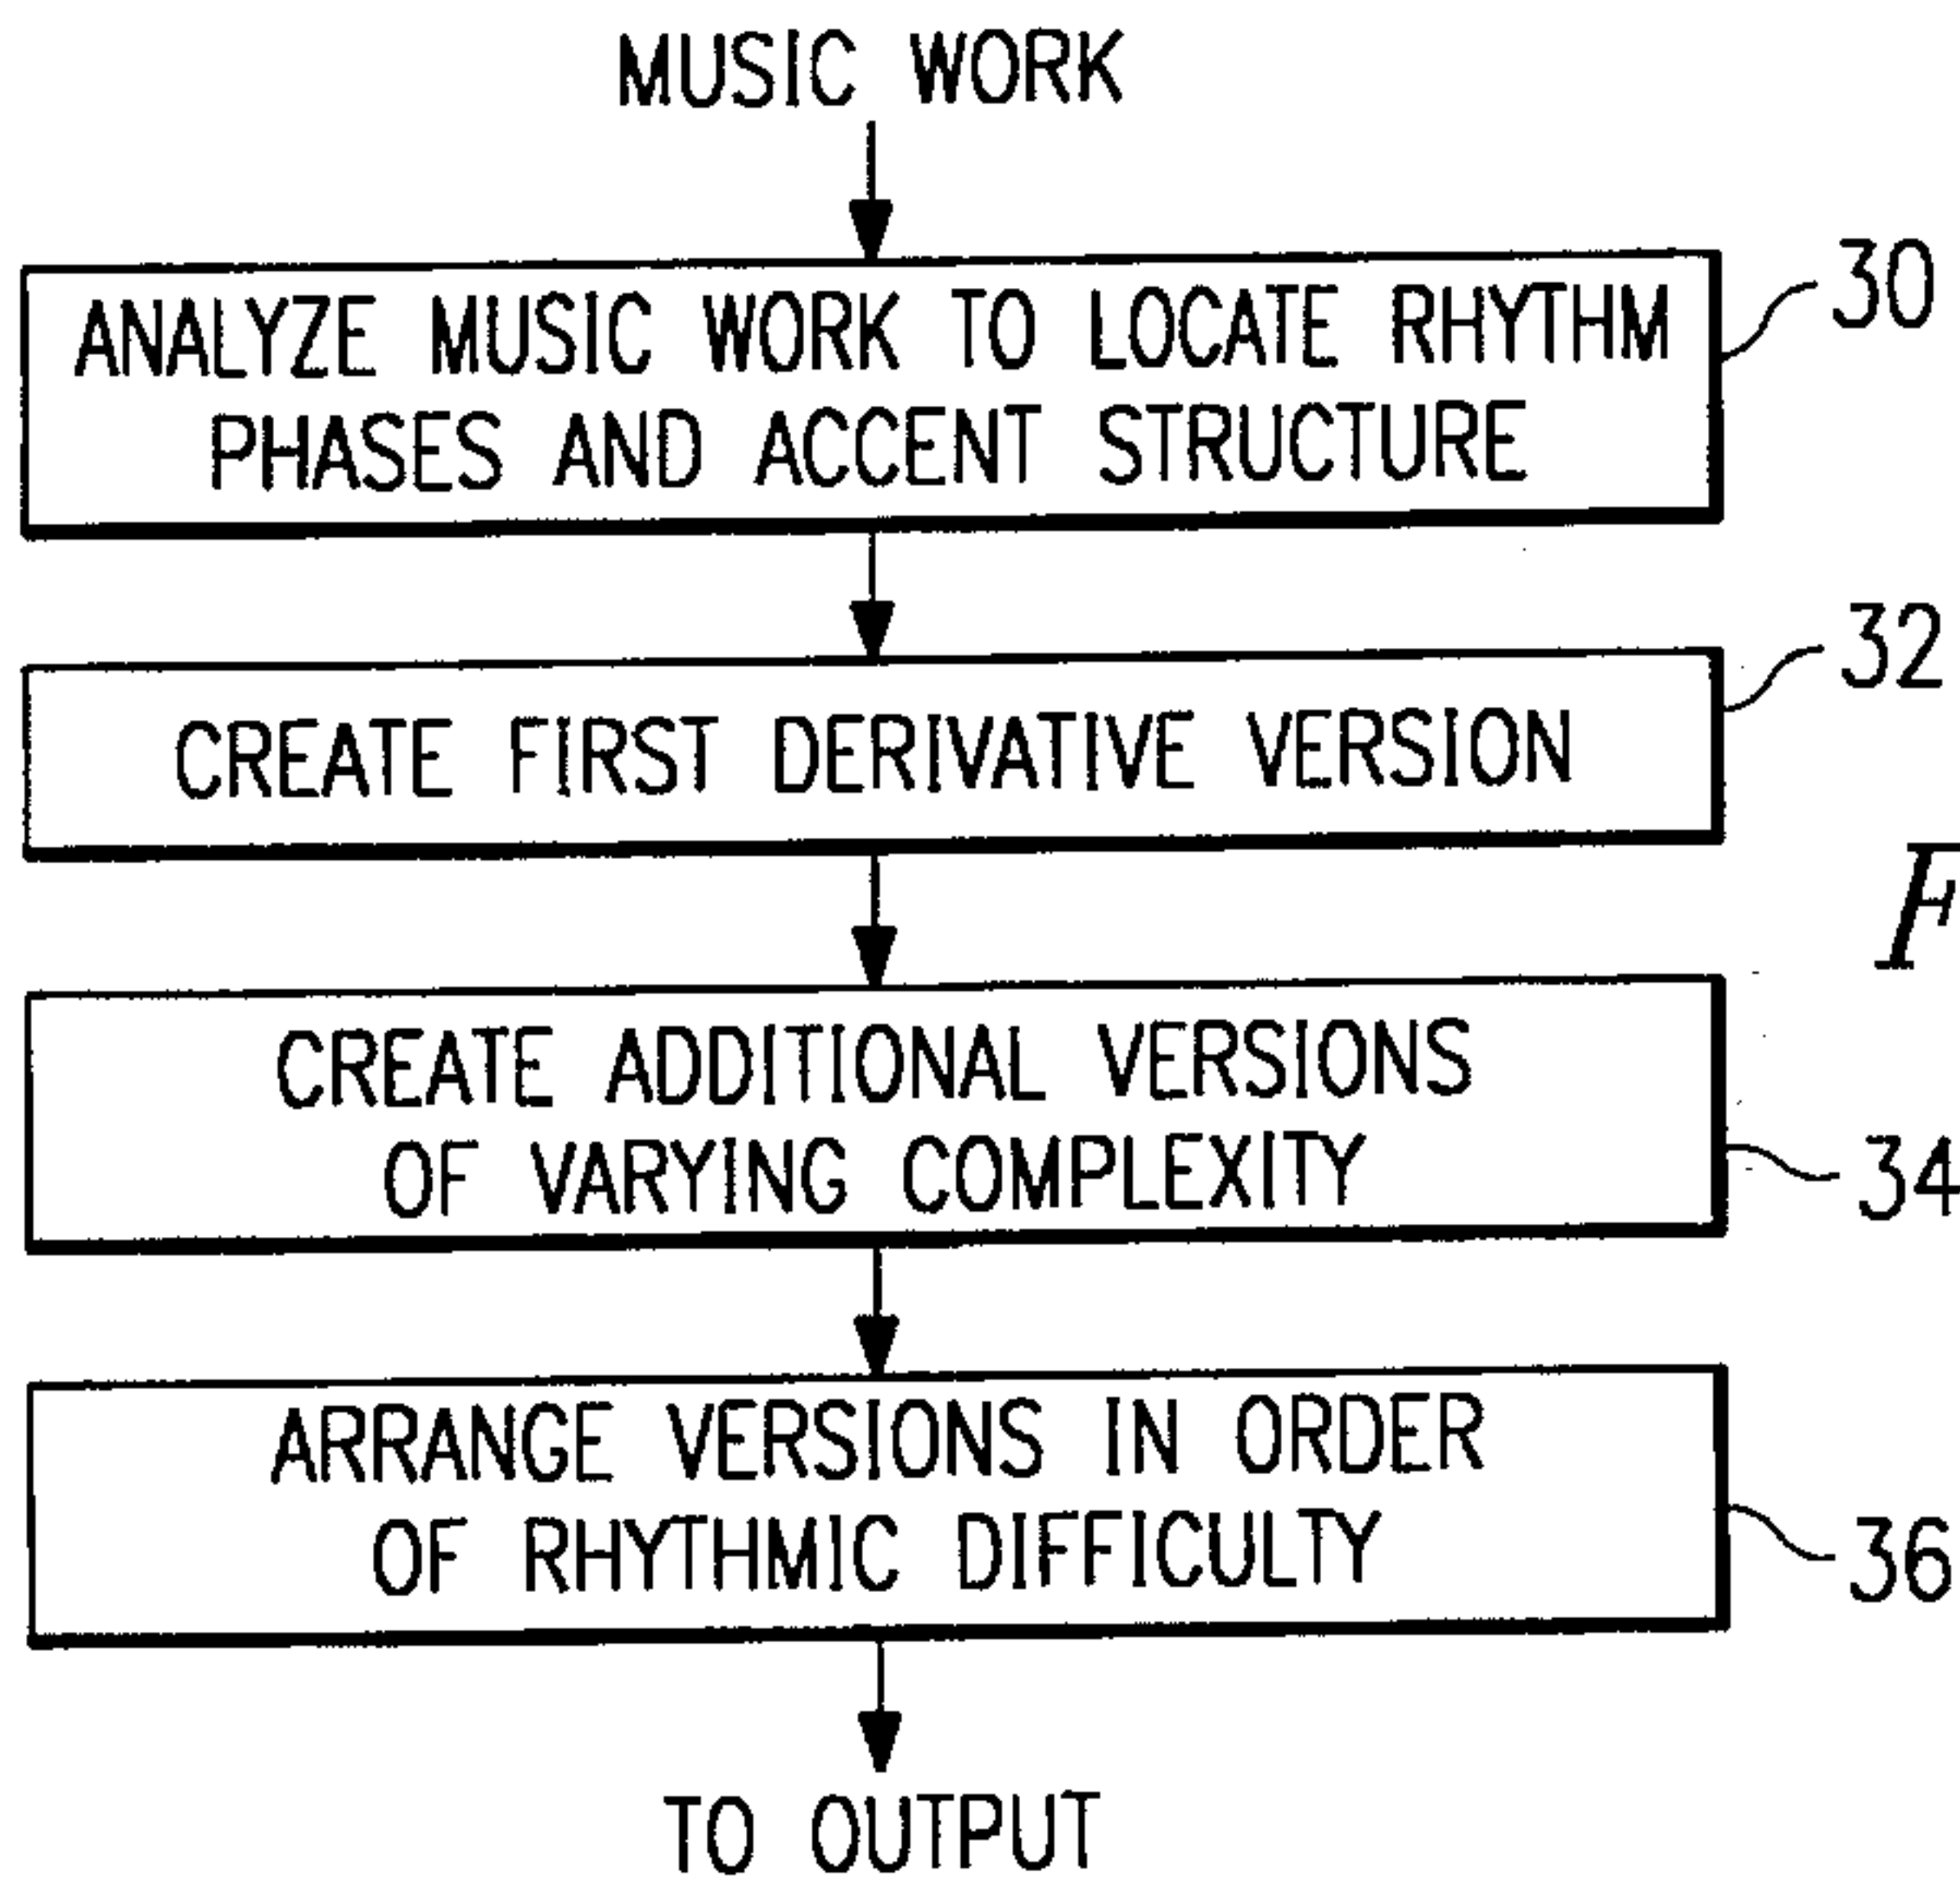 MUSIC WORK
ANALYZE MUSIC WORK TO LOCATE RHYTHM
PHASES AND ACCENT STRUCTURE
30
CREATE FIRST DERIVATIVE VERSION
32
F
CREATE ADDITIONAL VERSIONS
OF VARYING COMPLEXITY
34
ARRANGE VERSIONS IN ORDER
OF RHYTHMIC DIFFICULTY
36
TO OUTPUT